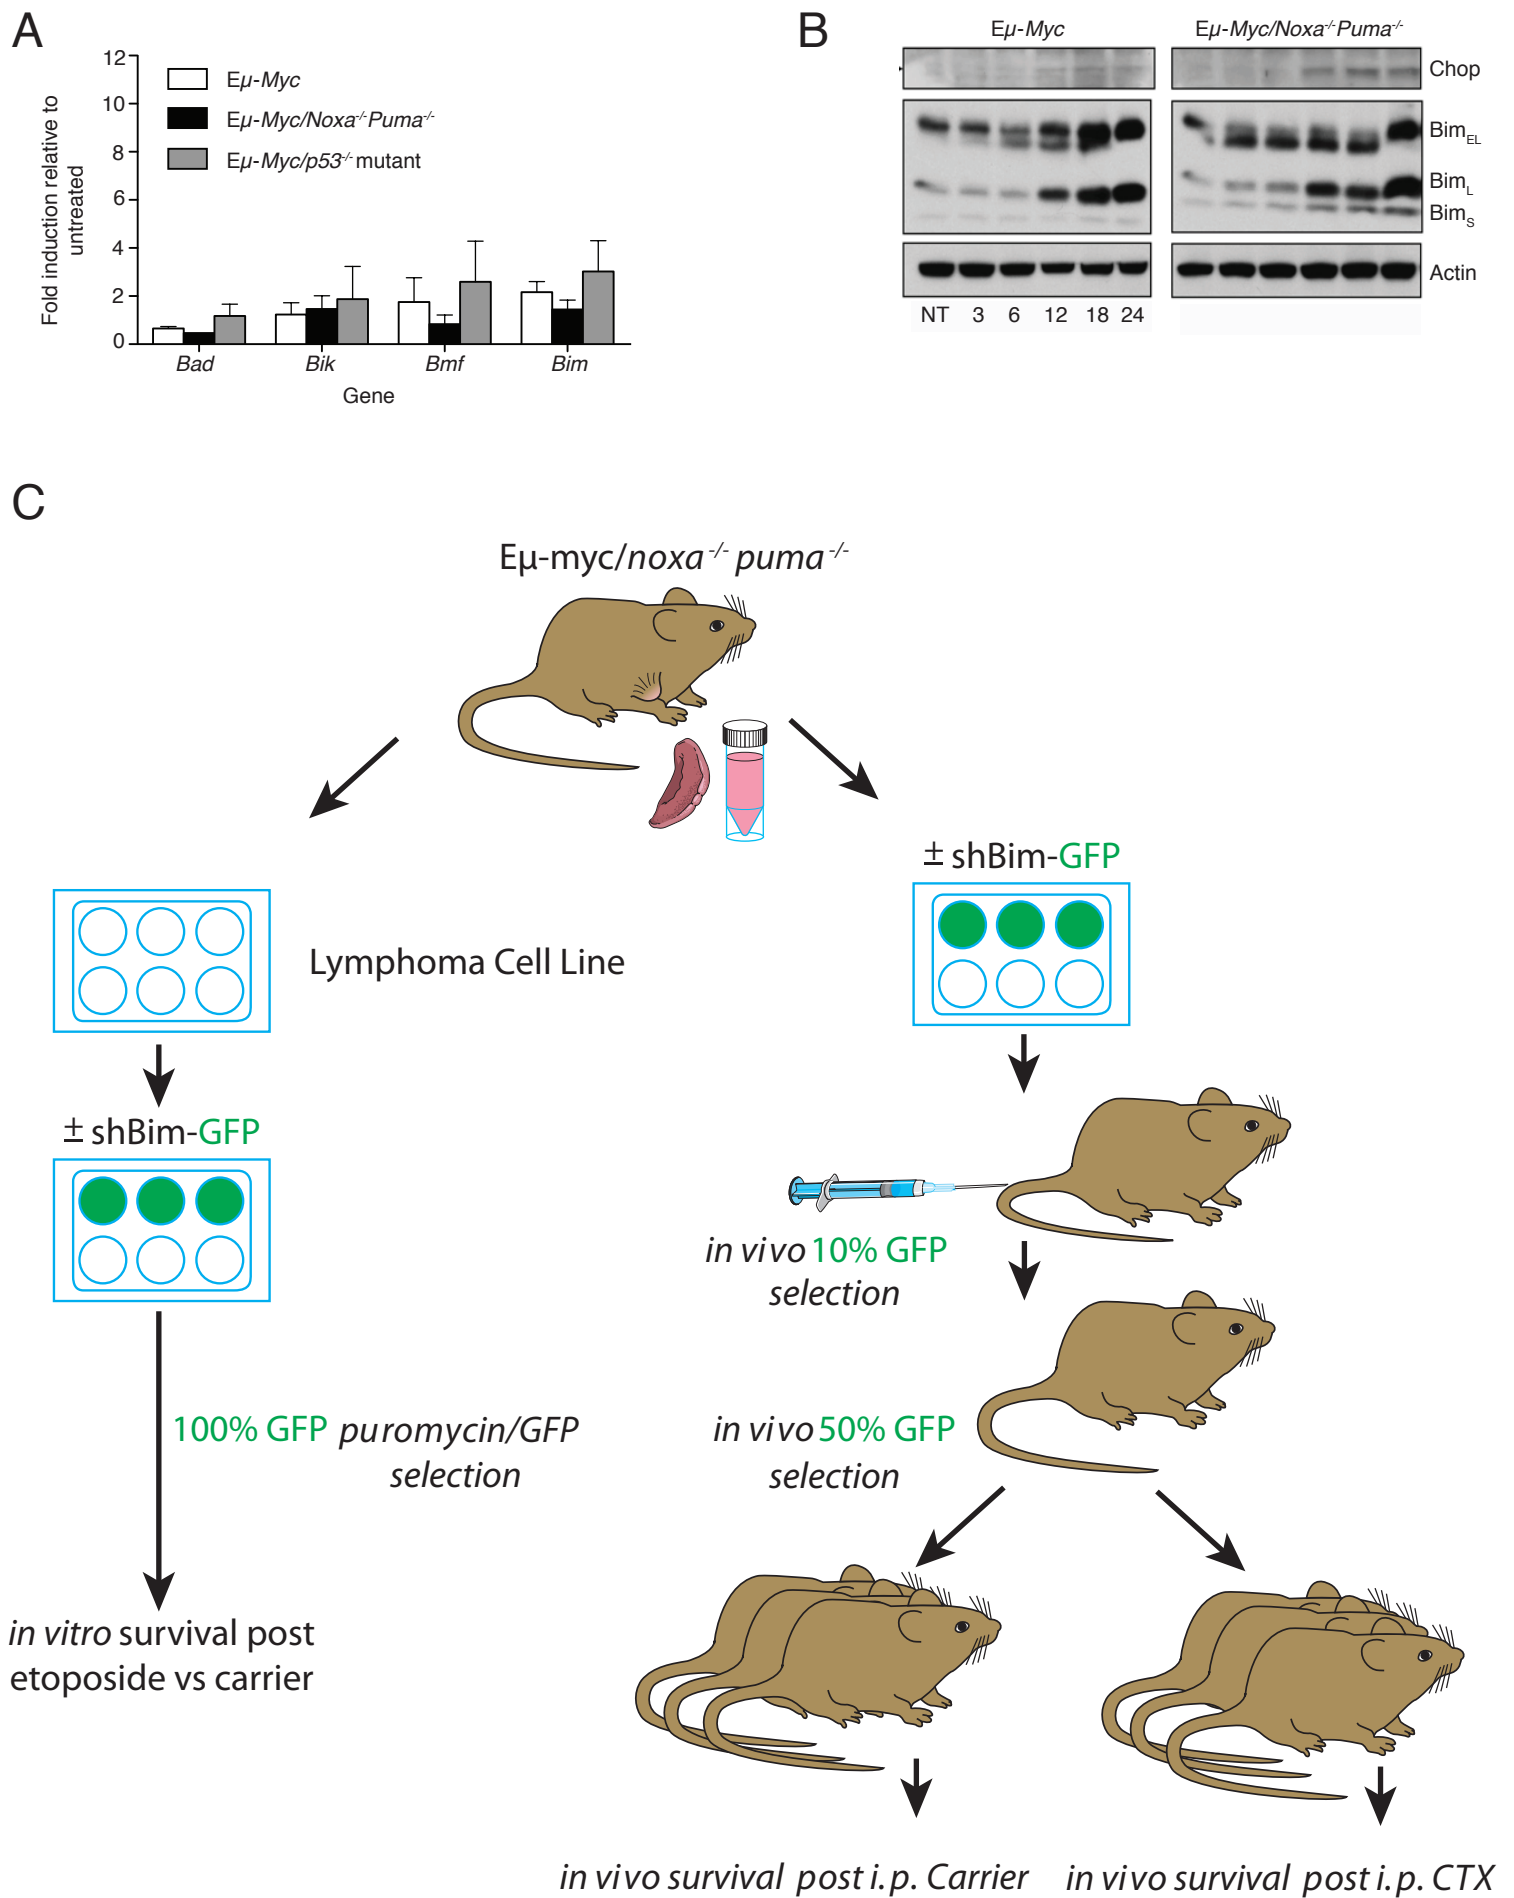 A
12
10
8
6
4
2
0
Fold induction relative to
untreated
Eμ-Myc
Eμ-Myc/Noxa-/-Puma-/-
Eμ-Myc/p53-/- mutant
Bad Bik Bmf Bim
Gene
B
Eμ-Myc Eμ-Myc/Noxa-/-Puma-/-
Chop
BimEL
BimL
BimS
Actin
NT 3 6 12 18 24
C
Eμ-myc/noxa-/- puma-/-
± shBim-GFP
Lymphoma Cell Line
± shBim-GFP
in vivo 10% GFP
selection
100% GFP puromycin/GFP
selection
in vivo 50% GFP
selection
in vitro survival post
etoposide vs carrier
in vivo survival post i.p. Carrier
in vivo survival post i.p. CTX